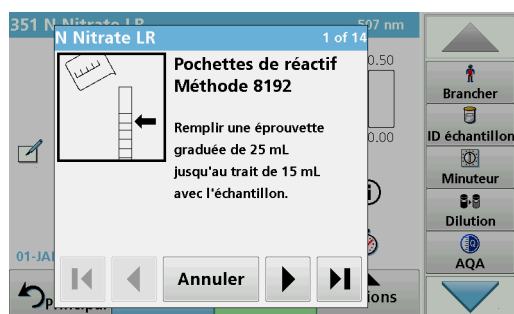 351 N Nitrate LR 507 nm
N Nitrate LR 1 of 14
Pochettes de réactif
Méthode 8192
Remplir une éprouvette
graduée de 25 mL
jusqu'au trait de 15 mL
avec l'échantillon.
0.50
0.00
01-JA
Annuler
Principal
ions
Brancher
ID échantillon
Minuteur
Dilution
AQA